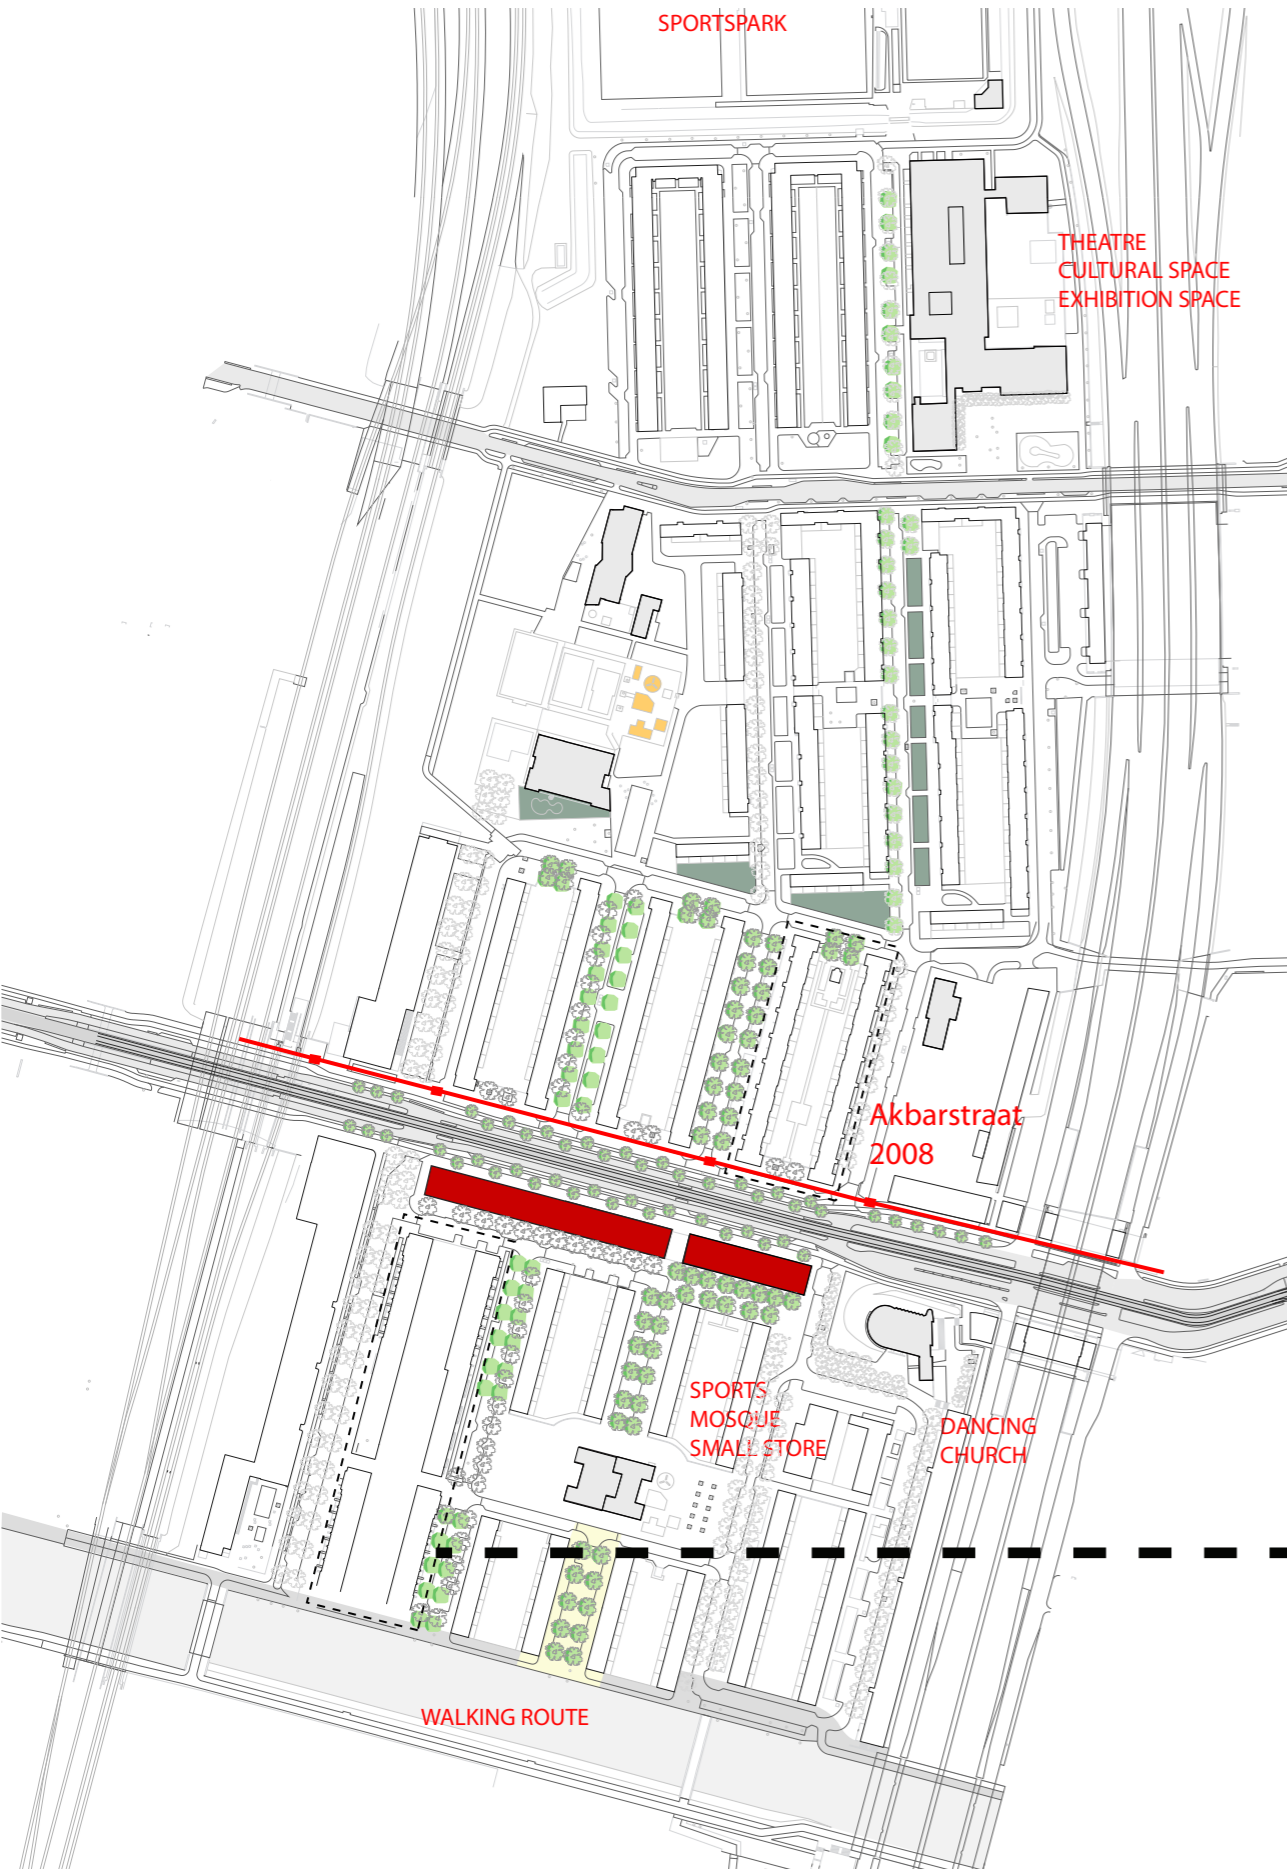 SPORTSPARK
THEATRE
CULTURAL SPACE
EXHIBITION SPACE
Akbarstraat
2008
SPORTS
MOSQUE
SMALL STORE
DANCING
CHURCH
WALKING ROUTE